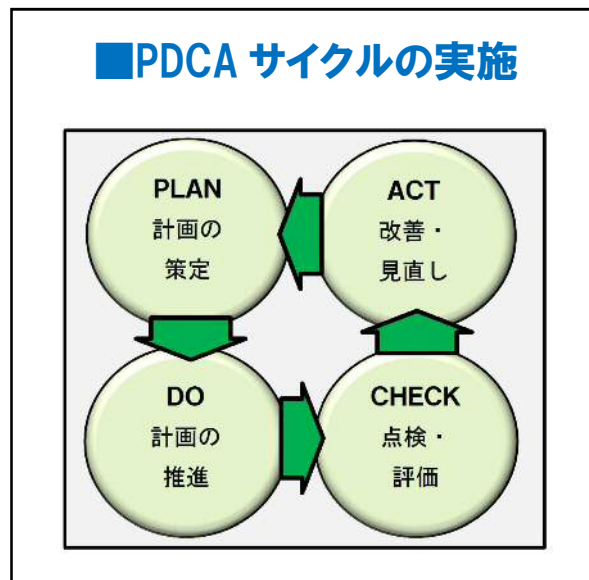 ■PDCA サイクルの実施
PLAN
計画の
策定
ACT
改善・
見直し
DO
計画の
推進
CHECK
点検・
評価